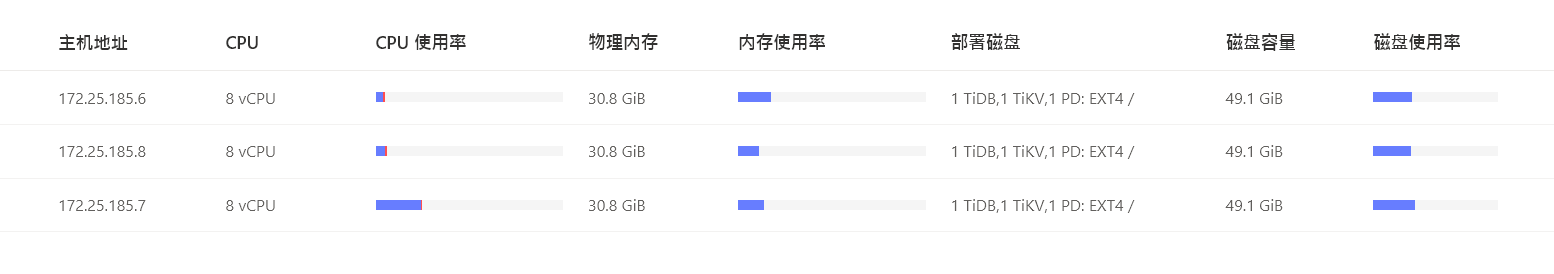 主机地址 CPU CPU 使用率 物理内存 内存使用率 部署磁盘 磁盘容量 磁盘使用率
172.25.185.6 8 vCPU 30.8 GiB 1 TiDB,1 TiKV,1 PD: EXT4 / 49.1 GiB
172.25.185.8 8 vCPU 30.8 GiB 1 TiDB,1 TiKV,1 PD: EXT4 / 49.1 GiB
172.25.185.7 8 vCPU 30.8 GiB 1 TiDB,1 TiKV,1 PD: EXT4 / 49.1 GiB